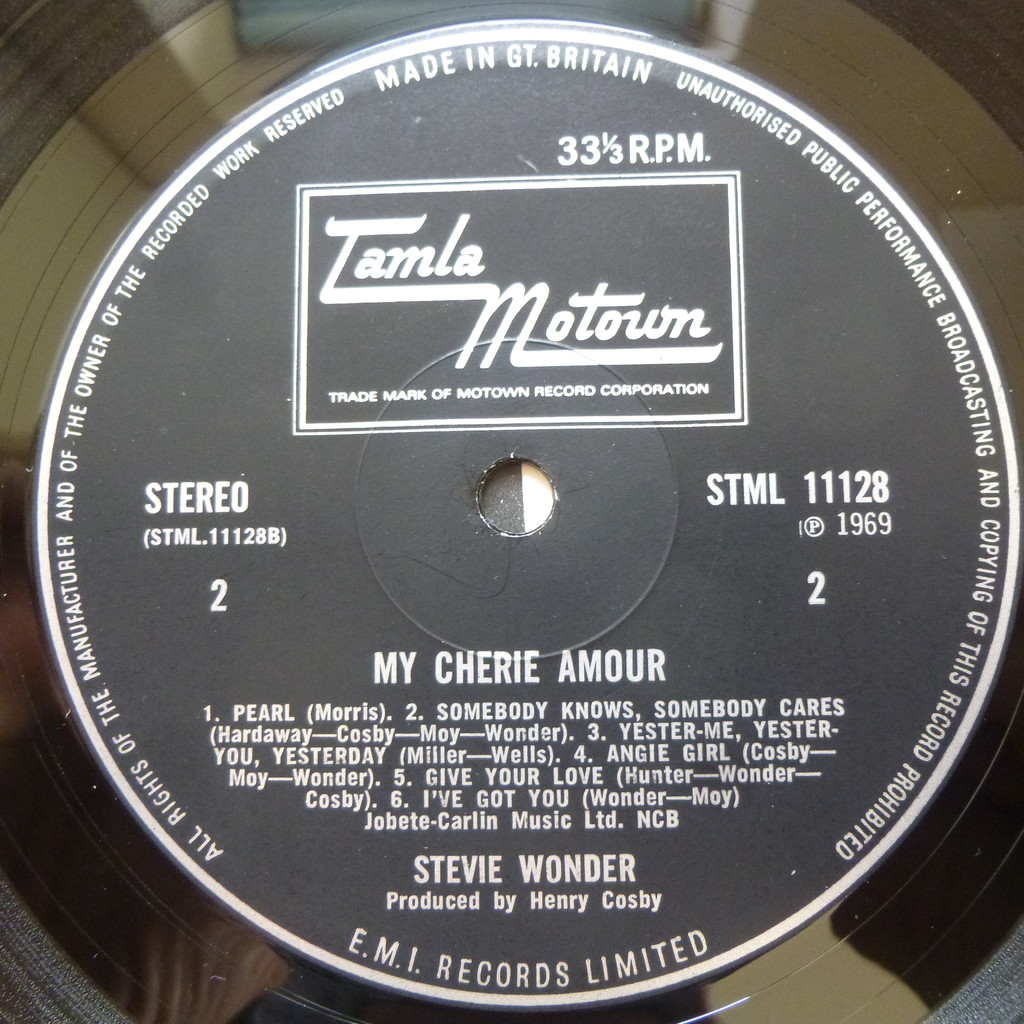 MADE IN GT. BRITAIN
UNAUTHORISED PUBLIC PERFORMANCE BROADCASTING AND COPYING OF THIS RECORD PROHIBITED
ALL RIGHTS OF THE MANUFACTURER AND OF THE OWNER OF THE RECORDED WORK RESERVED
33⅓ R.P.M.
Tamla
Motown
TRADE MARK OF MOTOWN RECORD CORPORATION
STEREO
(STML.11128B)
2
STML 11128
℗ 1969
2
MY CHERIE AMOUR
1. PEARL (Morris). 2. SOMEBODY KNOWS, SOMEBODY CARES
(Hardaway—Cosby—Moy—Wonder). 3. YESTER-ME, YESTER-
YOU, YESTERDAY (Miller—Wells). 4. ANGIE GIRL (Cosby—
Moy—Wonder). 5. GIVE YOUR LOVE (Hunter—Wonder—
Cosby). 6. I'VE GOT YOU (Wonder—Moy)
Jobete-Carlin Music Ltd. NCB
STEVIE WONDER
Produced by Henry Cosby
E.M.I. RECORDS LIMITED